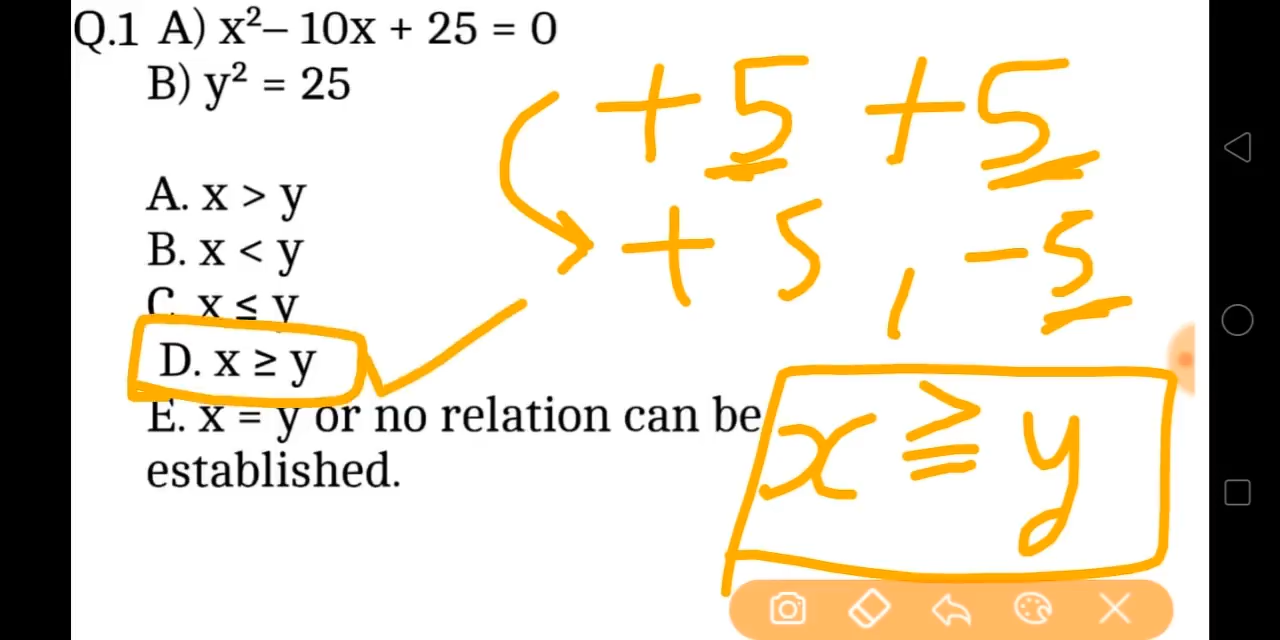 Q.1 A) x²– 10x + 25 = 0
B) y² = 25
+5 +5
+5, -5
A. x > y
B. x < y
C. x ≤ y
D. x ≥ y
E. x = y or no relation can be
established.
x ≥ y